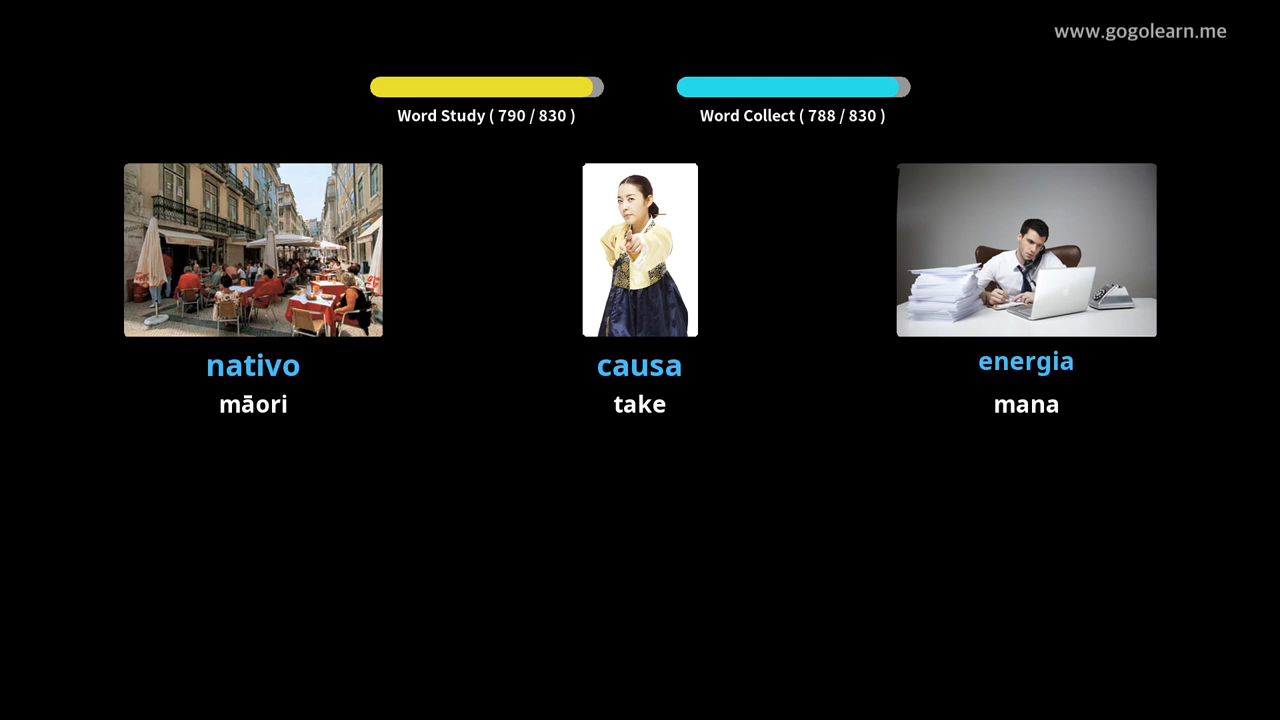 www.gogolearn.me
Word Study ( 790 / 830 )
Word Collect ( 788 / 830 )
nativo
māori
causa
take
energia
mana